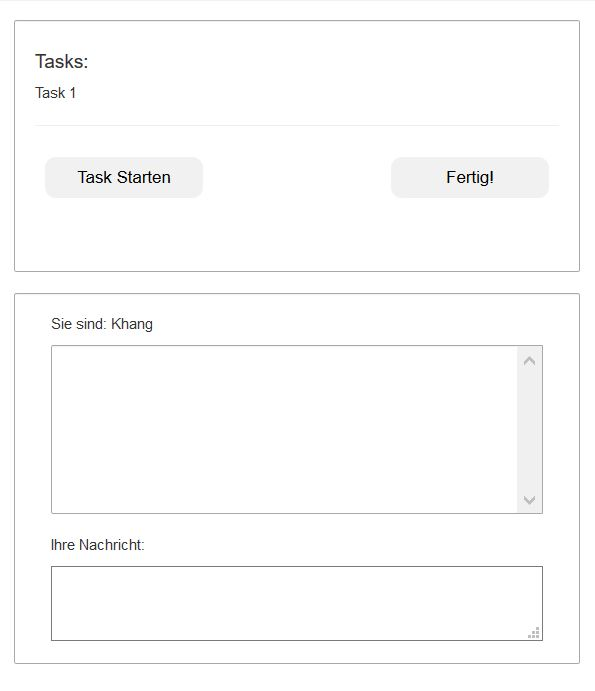 Tasks:
Task 1
Task Starten
Fertig!
Sie sind: Khang
Ihre Nachricht: